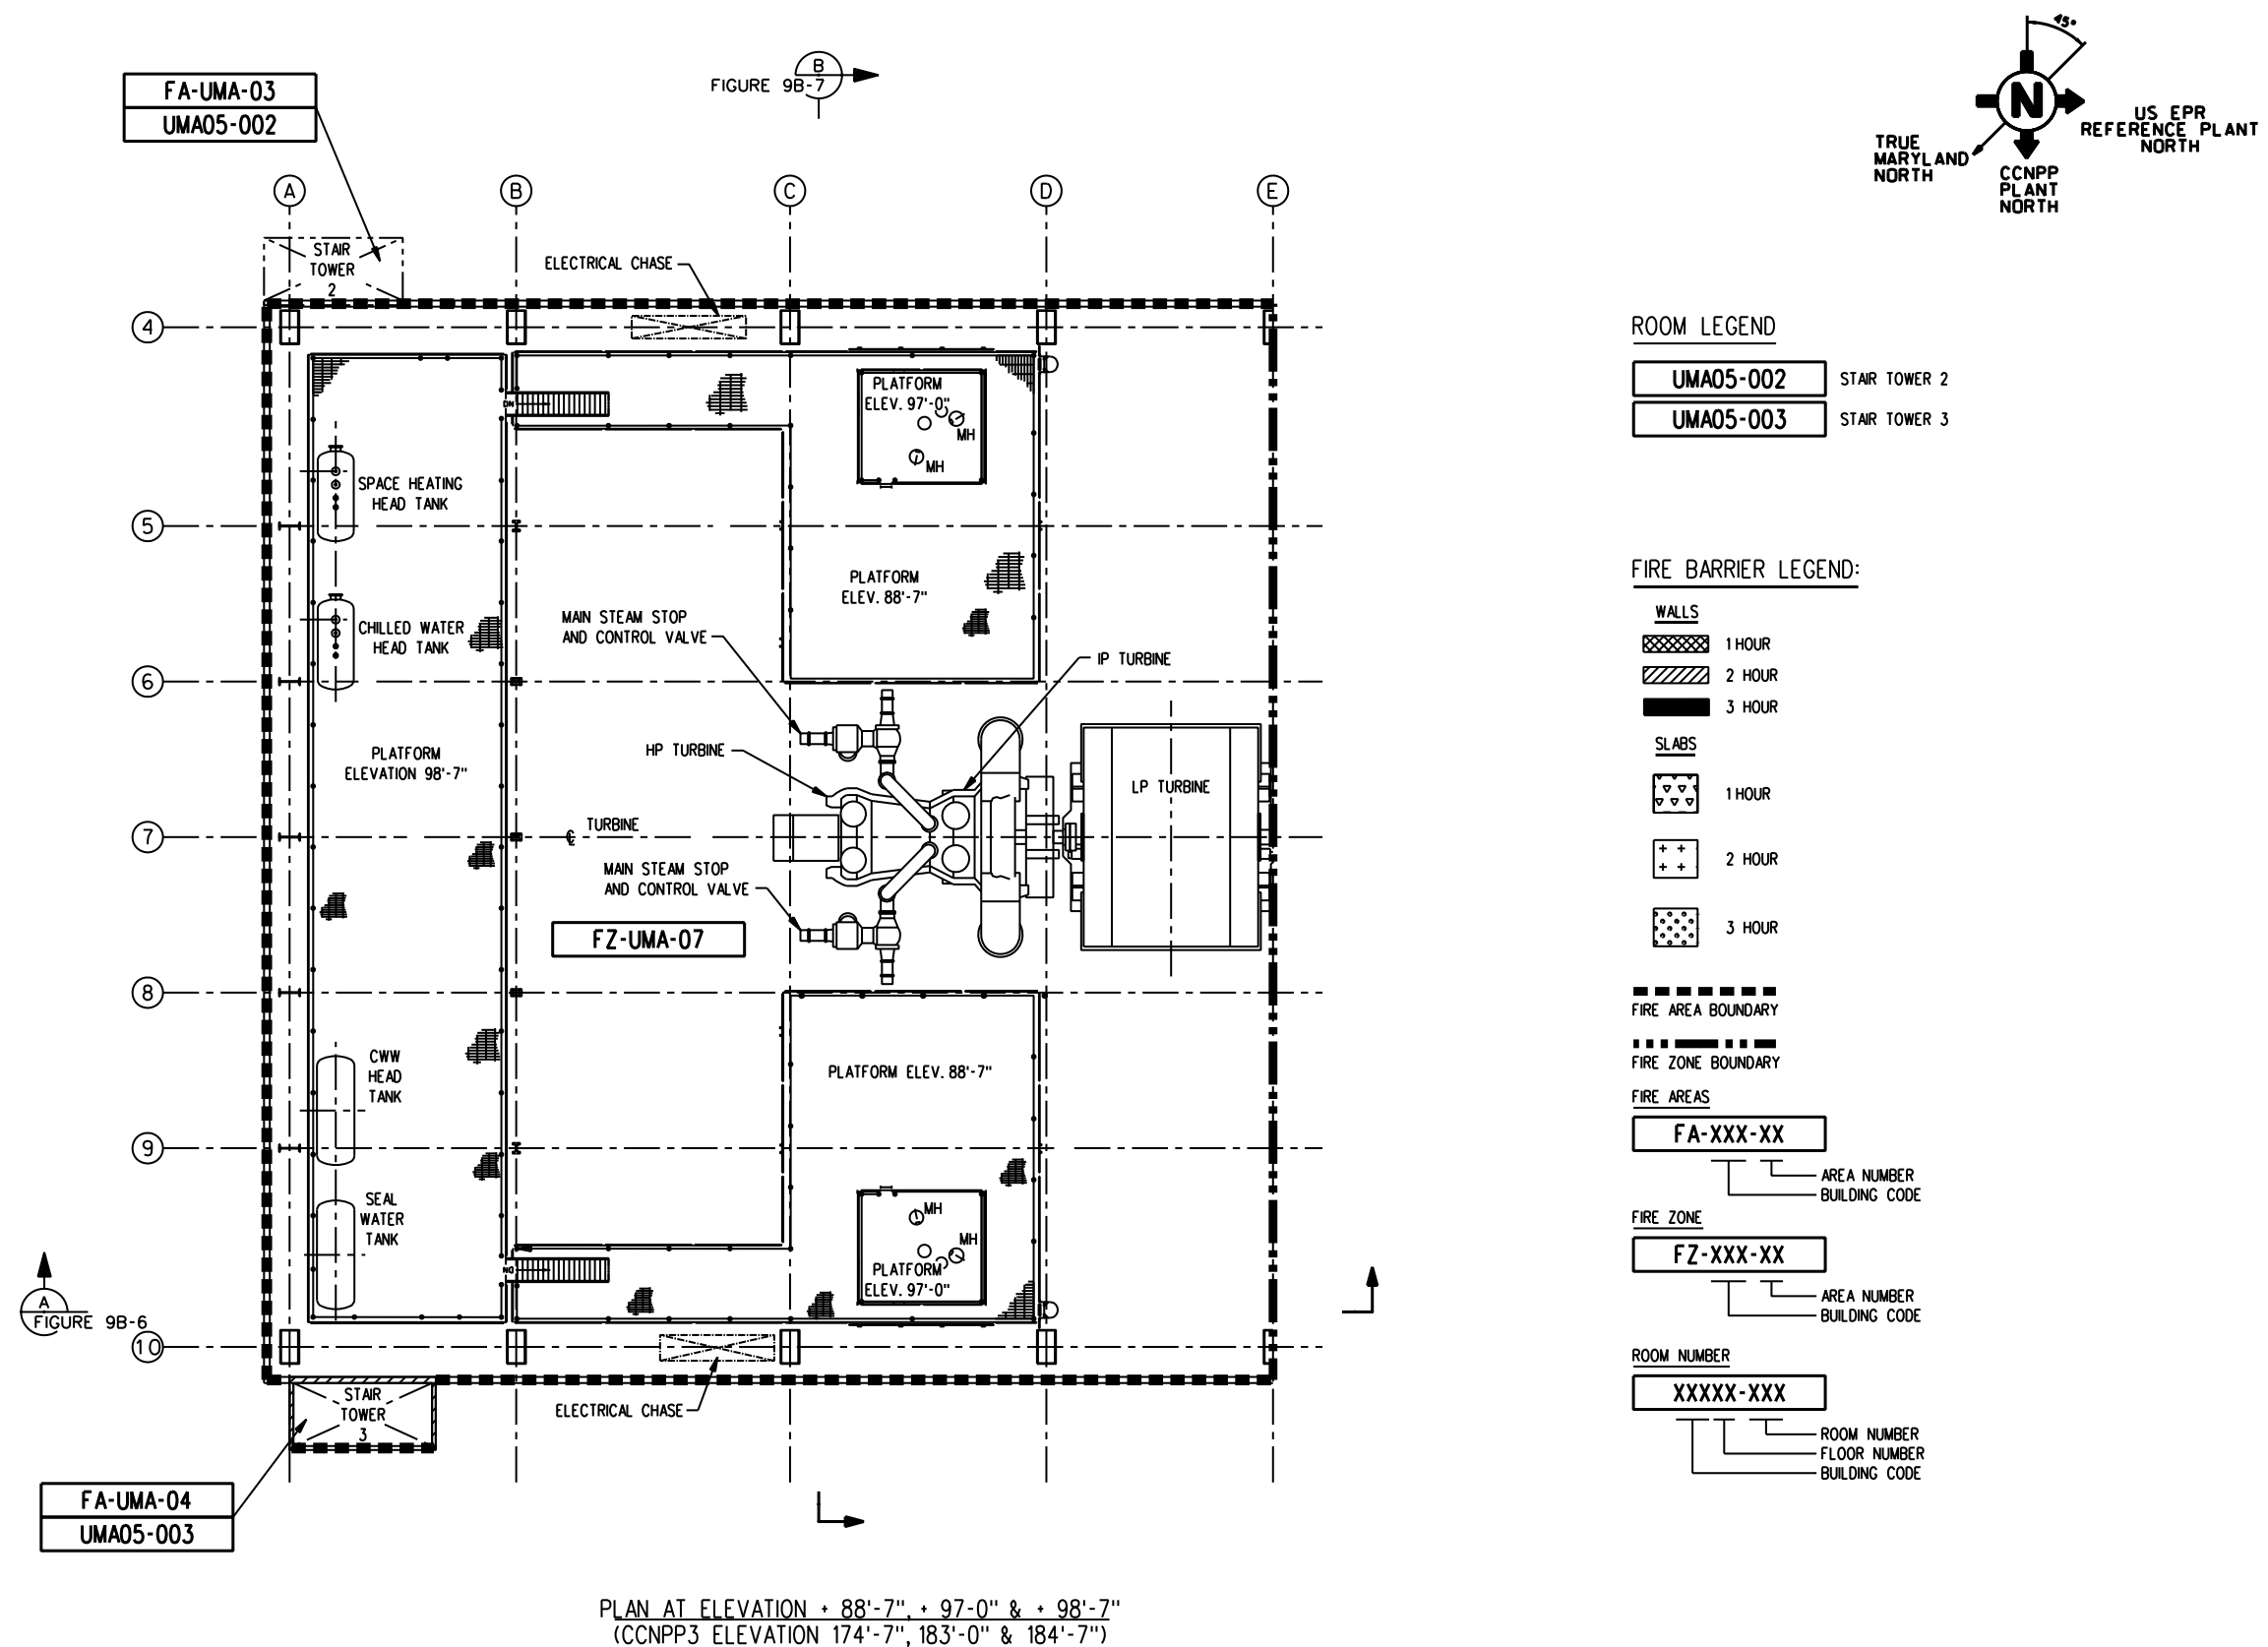 FA-UMA-03
UMA05-002
B
FIGURE 9B-7
45°
N
US EPR
REFERENCE PLANT
NORTH
TRUE
MARYLAND
NORTH
CCNPP
PLANT
NORTH
A
B
C
D
E
STAIR
TOWER
2
ELECTRICAL CHASE
4
PLATFORM
ELEV. 97'-0"
MH
MH
DN
SPACE HEATING
HEAD TANK
5
PLATFORM
ELEV. 88'-7"
MAIN STEAM STOP
AND CONTROL VALVE
CHILLED WATER
HEAD TANK
IP TURBINE
6
HP TURBINE
PLATFORM
ELEVATION 98'-7"
LP TURBINE
7
TURBINE
MAIN STEAM STOP
AND CONTROL VALVE
FZ-UMA-07
8
CWW
HEAD
TANK
PLATFORM ELEV. 88'-7"
9
SEAL
WATER
TANK
MH
MH
PLATFORM
ELEV. 97'-0"
DN
A
FIGURE 9B-6
10
STAIR
TOWER
3
ELECTRICAL CHASE
FA-UMA-04
UMA05-003
PLAN AT ELEVATION + 88'-7", + 97-0" & + 98'-7"
(CCNPP3 ELEVATION 174'-7", 183'-0" & 184'-7")
ROOM LEGEND
UMA05-002 STAIR TOWER 2
UMA05-003 STAIR TOWER 3
FIRE BARRIER LEGEND:
WALLS
1 HOUR
2 HOUR
3 HOUR
SLABS
1 HOUR
2 HOUR
3 HOUR
FIRE AREA BOUNDARY
FIRE ZONE BOUNDARY
FIRE AREAS
FA-XXX-XX
AREA NUMBER
BUILDING CODE
FIRE ZONE
FZ-XXX-XX
AREA NUMBER
BUILDING CODE
ROOM NUMBER
XXXXX-XXX
ROOM NUMBER
FLOOR NUMBER
BUILDING CODE